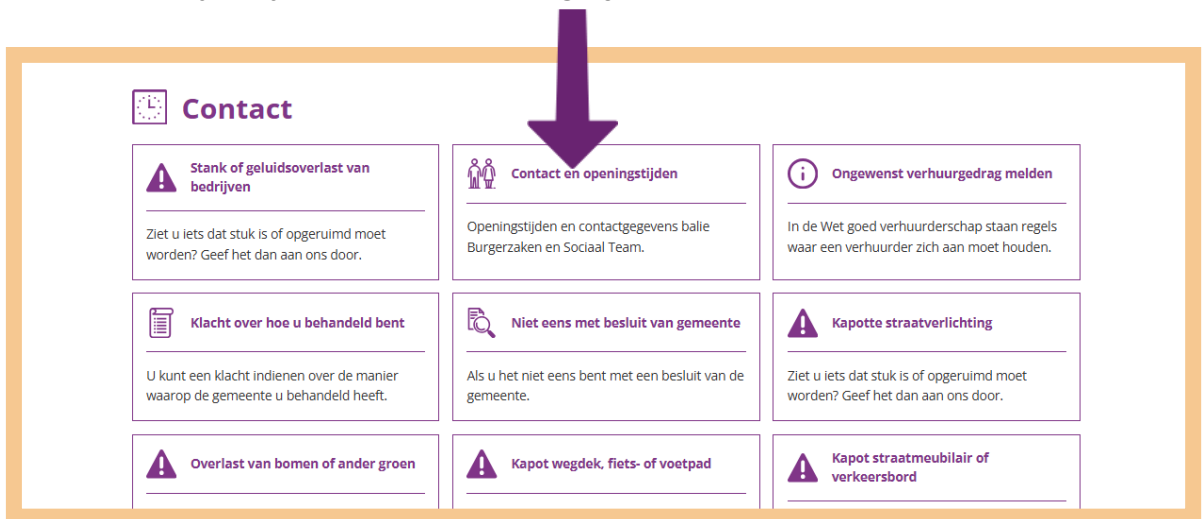 Contact
Stank of geluidsoverlast van
bedrijven
Ziet u iets dat stuk is of opgeruimd moet
worden? Geef het dan aan ons door.
Contact en openingstijden
Openingstijden en contactgegevens balie
Burgerzaken en Sociaal Team.
Ongewenst verhuurgedrag melden
In de Wet goed verhuurderschap staan regels
waar een verhuurder zich aan moet houden.
Klacht over hoe u behandeld bent
U kunt een klacht indienen over de manier
waarop de gemeente u behandeld heeft.
Niet eens met besluit van gemeente
Als u het niet eens bent met een besluit van de
gemeente.
Kapotte straatverlichting
Ziet u iets dat stuk is of opgeruimd moet
worden? Geef het dan aan ons door.
Overlast van bomen of ander groen
Kapot wegdek, fiets- of voetpad
Kapot straatmeubilair of
verkeersbord